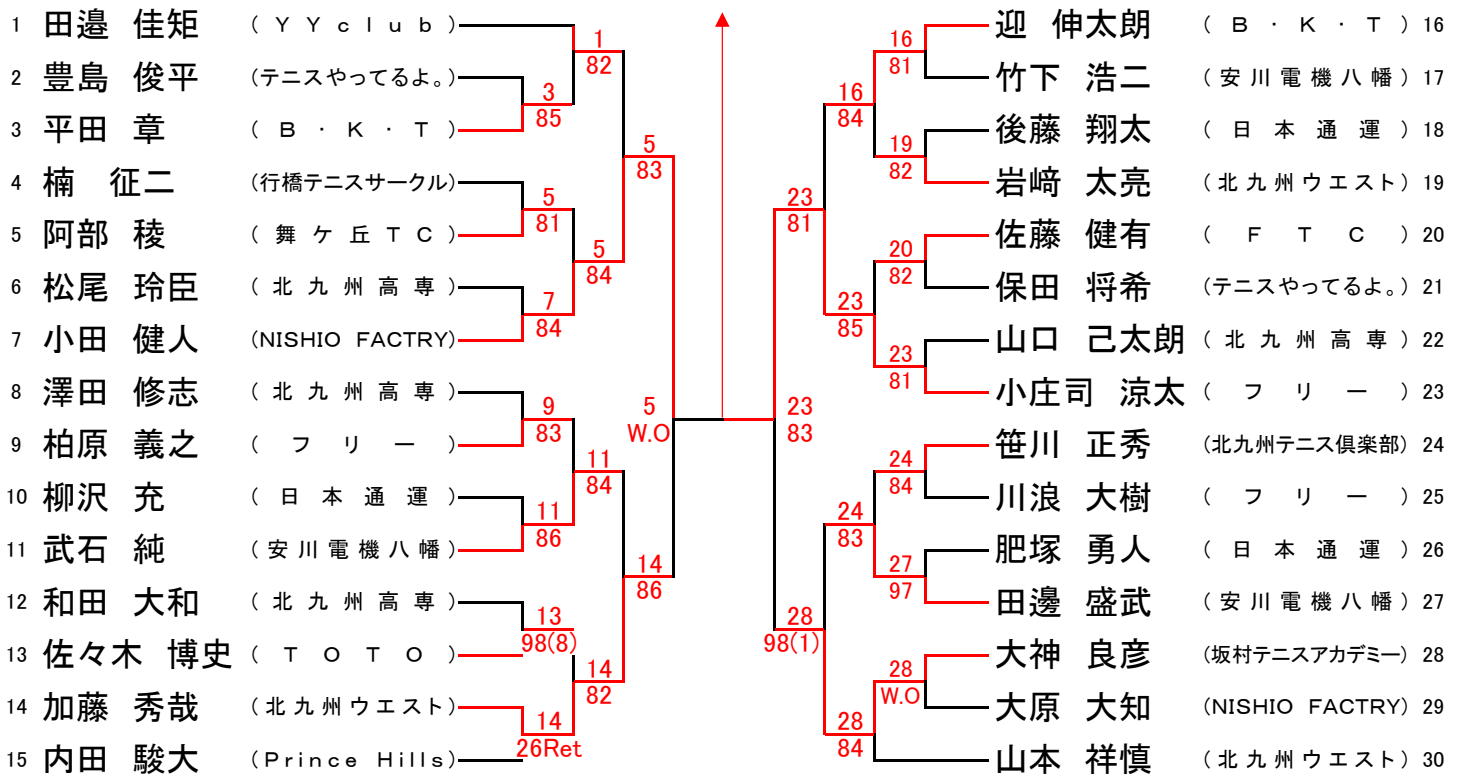 1 田邉 佳矩 (YYclub)
2 豊島 俊平 (テニスやってるよ。)
3 平田 章 (B・K・T)
4 楠 征二 (行橋テニスサークル)
5 阿部 稜 (舞ケ丘TC)
6 松尾 玲臣 (北九州高専)
7 小田 健人 (NISHIO FACTRY)
8 澤田 修志 (北九州高専)
9 柏原 義之 (フリー)
10 柳沢 充 (日本通運)
11 武石 純 (安川電機八幡)
12 和田 大和 (北九州高専)
13 佐々木 博史 (TOTO)
14 加藤 秀哉 (北九州ウエスト)
15 内田 駿大 (Prince Hills)
3
85
5
81
7
84
9
83
11
86
13
98(8)
14
26Ret
1
82
5
84
11
84
14
82
5
83
14
86
5
W.O
23
83
23
81
28
98(1)
16
84
23
85
24
83
28
84
16
81
19
82
20
82
23
81
24
84
27
97
28
W.O
迎 伸太朗 (B・K・T) 16
竹下 浩二 (安川電機八幡) 17
後藤 翔太 (日本通運) 18
岩﨑 太亮 (北九州ウエスト) 19
佐藤 健有 (FTC) 20
保田 将希 (テニスやってるよ。) 21
山口 己太朗 (北九州高専) 22
小庄司 涼太 (フリー) 23
笹川 正秀 (北九州テニス倶楽部) 24
川浪 大樹 (フリー) 25
肥塚 勇人 (日本通運) 26
田邊 盛武 (安川電機八幡) 27
大神 良彦 (坂村テニスアカデミー) 28
大原 大知 (NISHIO FACTRY) 29
山本 祥慎 (北九州ウエスト) 30